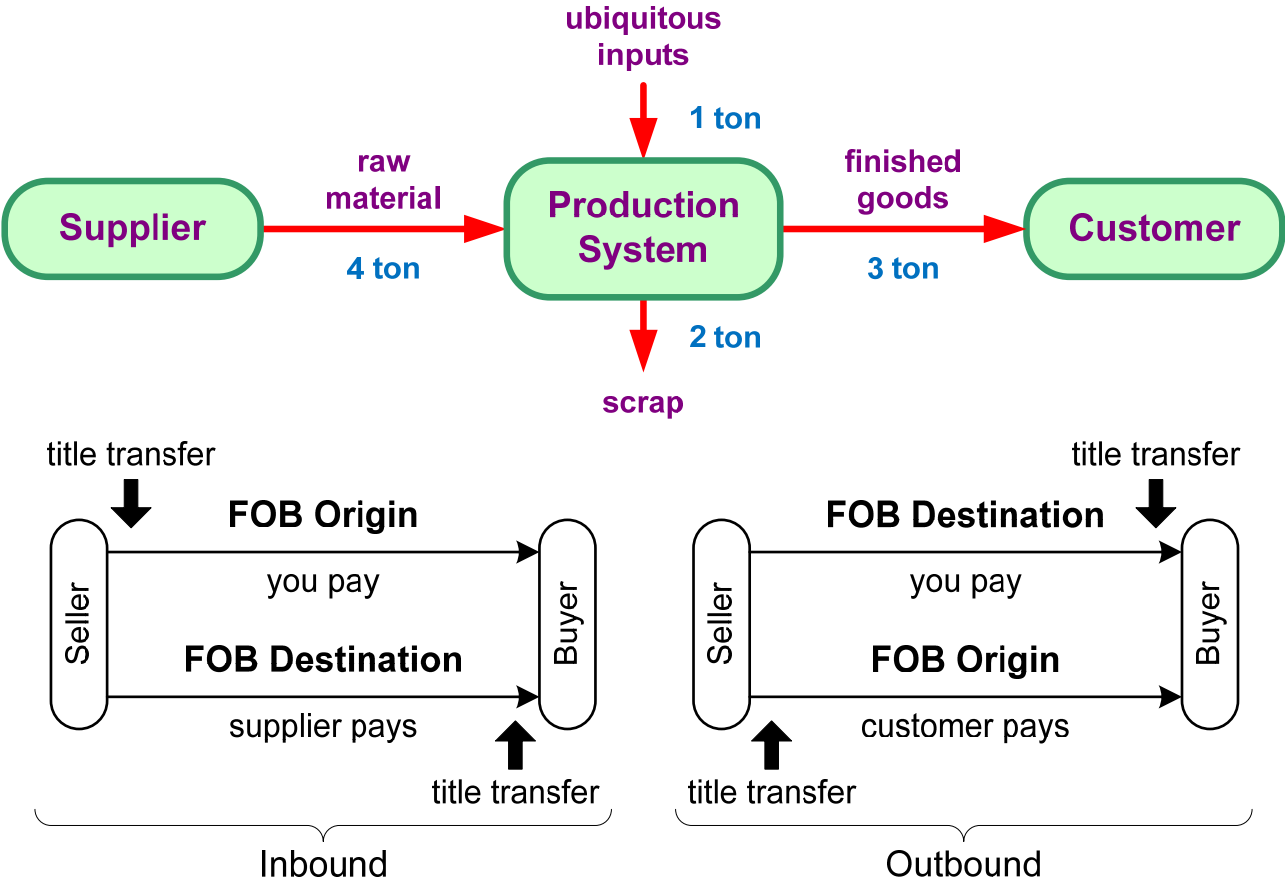 ubiquitous
inputs
1 ton
raw
material
finished
goods
Supplier
Production
System
Customer
4 ton
3 ton
2 ton
scrap
title transfer
FOB Origin
you pay
Seller
Buyer
FOB Destination
supplier pays
title transfer
Inbound
title transfer
FOB Destination
you pay
Seller
Buyer
FOB Origin
customer pays
title transfer
Outbound